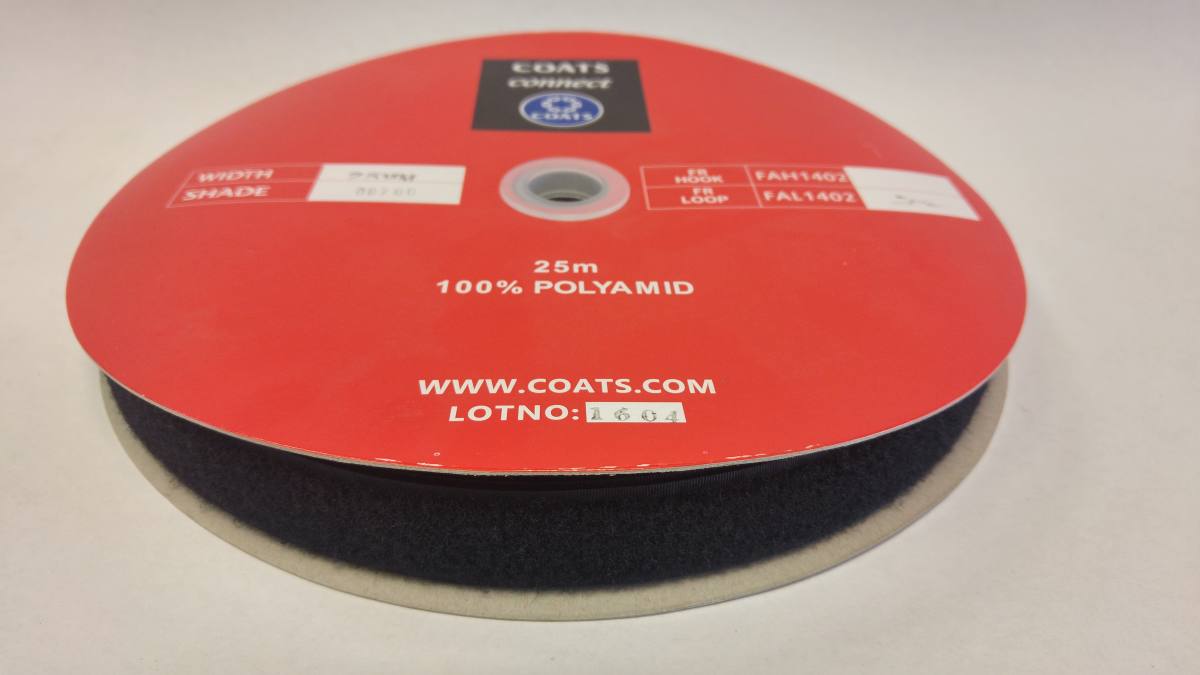 COATS
connect
COATS
WIDTH 25MM
SHADE
FR HOOK FAH1402
FR LOOP FAL1402
25m
100% POLYAMID
WWW.COATS.COM
LOTNO: 1604